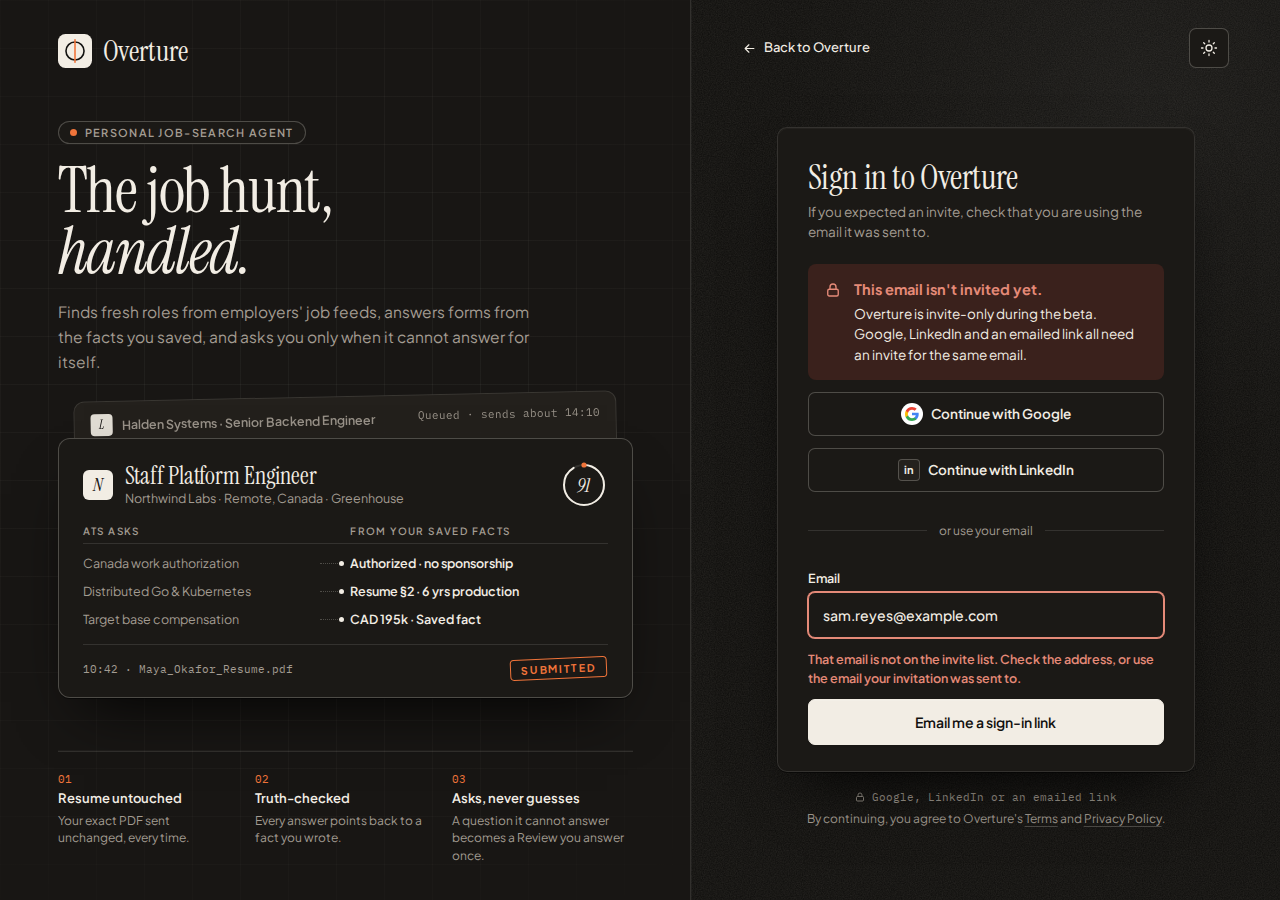 Overture
PERSONAL JOB-SEARCH AGENT
The job hunt,
handled.
Finds fresh roles from employers' job feeds, answers forms from
the facts you saved, and asks you only when it cannot answer for
itself.
L
Halden Systems · Senior Backend Engineer
Queued · sends about 14:10
N
Staff Platform Engineer
Northwind Labs · Remote, Canada · Greenhouse
91
ATS ASKS
FROM YOUR SAVED FACTS
Canada work authorization
Authorized · no sponsorship
Distributed Go & Kubernetes
Resume §2 · 6 yrs production
Target base compensation
CAD 195k · Saved fact
10:42 · Maya_Okafor_Resume.pdf
SUBMITTED
01
Resume untouched
Your exact PDF sent
unchanged, every time.
02
Truth-checked
Every answer points back to a
fact you wrote.
03
Asks, never guesses
A question it cannot answer
becomes a Review you answer
once.
← Back to Overture
Sign in to Overture
If you expected an invite, check that you are using the
email it was sent to.
This email isn't invited yet.
Overture is invite-only during the beta.
Google, LinkedIn and an emailed link all need
an invite for the same email.
Continue with Google
in
Continue with LinkedIn
or use your email
Email
sam.reyes@example.com
That email is not on the invite list. Check the address, or use
the email your invitation was sent to.
Email me a sign-in link
Google, LinkedIn or an emailed link
By continuing, you agree to Overture's Terms and Privacy Policy.